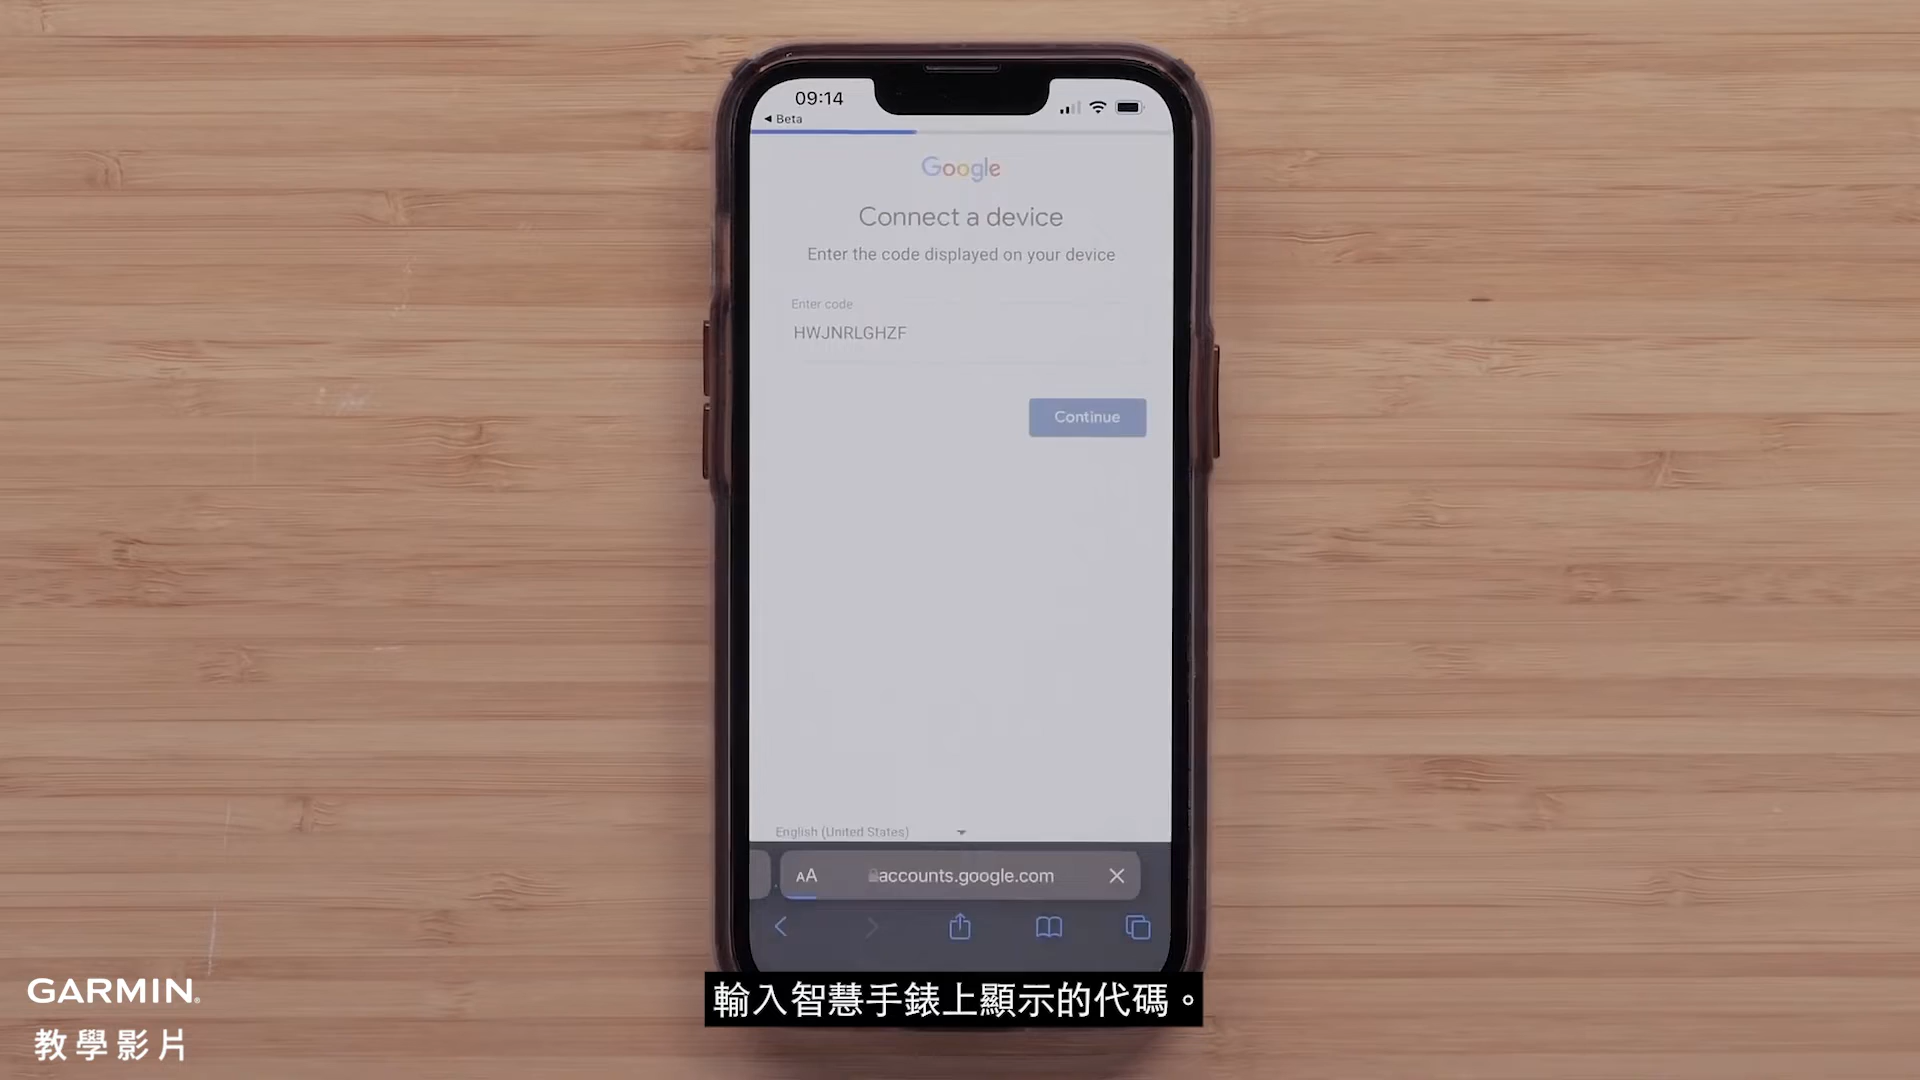 09:14
Beta
Google
Connect a device
Enter the code displayed on your device
Enter code
HWJNRLGHZF
Continue
English (United States)
AA
accounts.google.com
輸入智慧手錶上顯示的代碼。
GARMIN®
教學影片